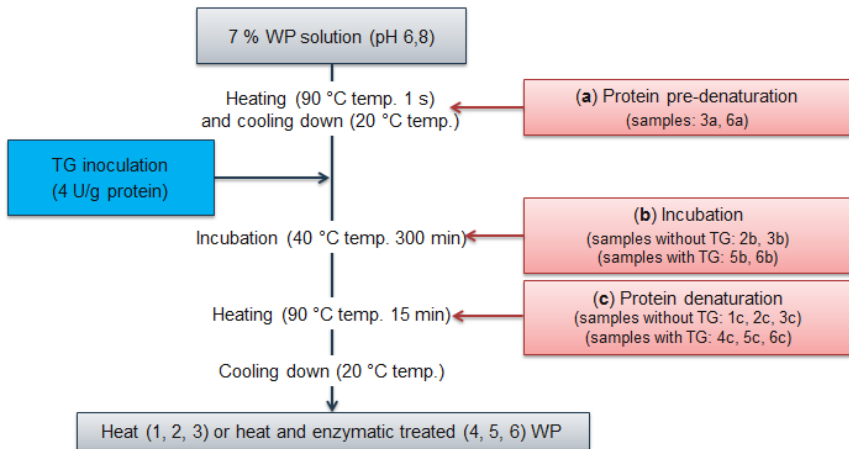 7 % WP solution (pH 6,8)
Heating (90 °C temp. 1 s)
and cooling down (20 °C temp.)
(a) Protein pre-denaturation
(samples: 3a, 6a)
TG inoculation
(4 U/g protein)
Incubation (40 °C temp. 300 min)
(b) Incubation
(samples without TG: 2b, 3b)
(samples with TG: 5b, 6b)
Heating (90 °C temp. 15 min)
(c) Protein denaturation
(samples without TG: 1c, 2c, 3c)
(samples with TG: 4c, 5c, 6c)
Cooling down (20 °C temp.)
Heat (1, 2, 3) or heat and enzymatic treated (4, 5, 6) WP